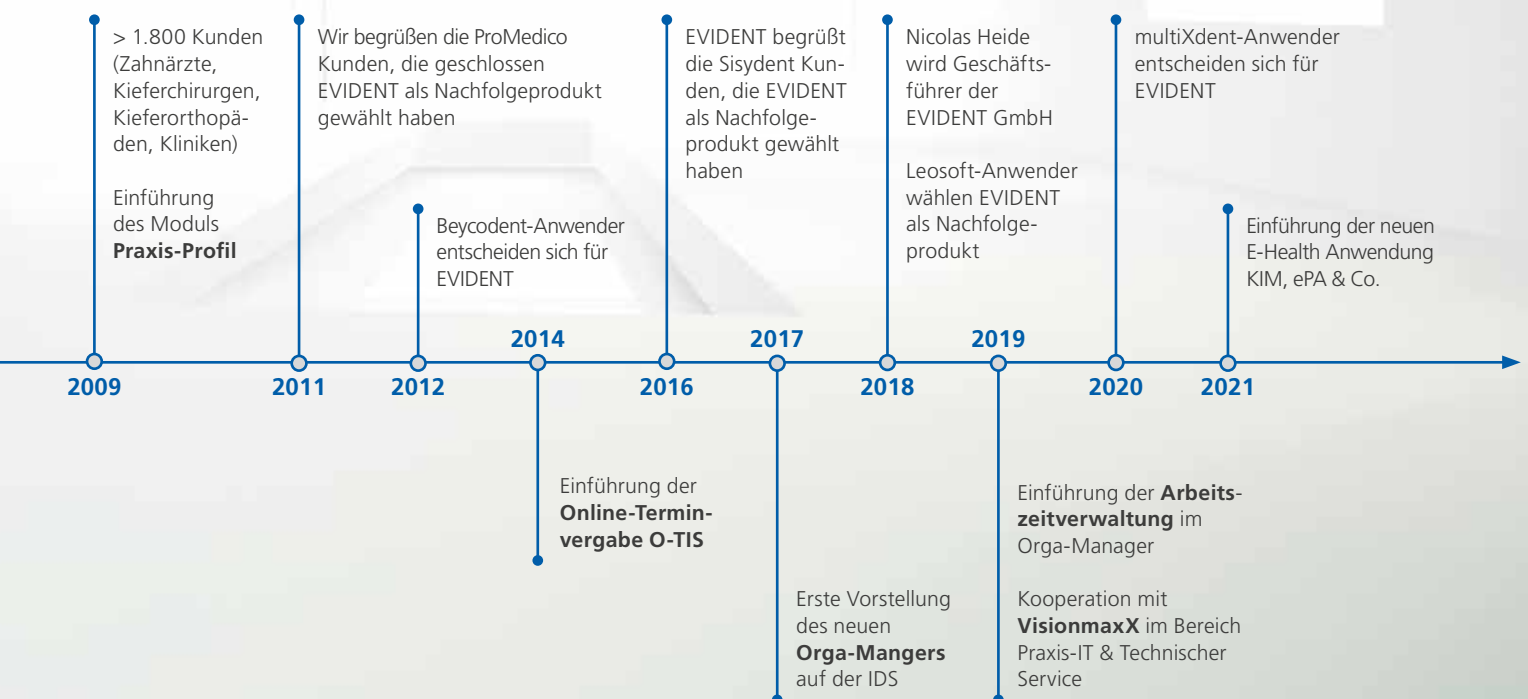 > 1.800 Kunden
(Zahnärzte,
Kieferchirurgen,
Kieferorthopä-
den, Kliniken)
Einführung
des Moduls
Praxis-Profil
2009
Wir begrüßen die ProMedico
Kunden, die geschlossen
EVIDENT als Nachfolgeprodukt
gewählt haben
2011
Beycodent-Anwender
entscheiden sich für
EVIDENT
2012
2014
Einführung der
Online-Termin-
vergabe O-TIS
EVIDENT begrüßt
die Sisydent Kun-
den, die EVIDENT
als Nachfolge-
produkt gewählt
haben
2016
2017
Erste Vorstellung
des neuen
Orga-Mangers
auf der IDS
Nicolas Heide
wird Geschäfts-
führer der
EVIDENT GmbH
Leosoft-Anwender
wählen EVIDENT
als Nachfolge-
produkt
2018
2019
Einführung der Arbeits-
zeitverwaltung im
Orga-Manager
Kooperation mit
VisionmaxX im Bereich
Praxis-IT & Technischer
Service
multiXdent-Anwender
entscheiden sich für
EVIDENT
2020
Einführung der neuen
E-Health Anwendung
KIM, ePA & Co.
2021